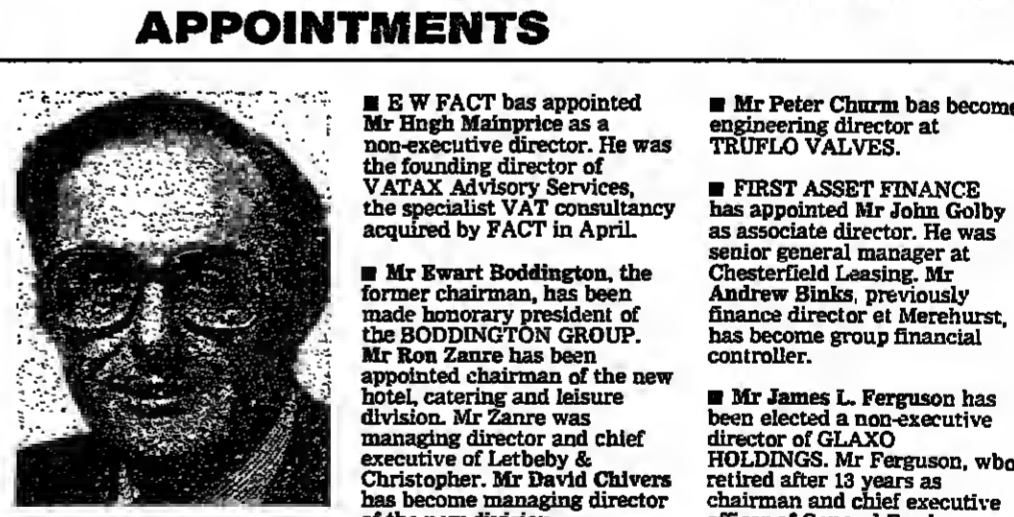 APPOINTMENTS
■ E W FACT bas appointed
Mr Hngh Mainprice as a
non-executive director. He was
the founding director of
VATAX Advisory Services,
the specialist VAT consultancy
acquired by FACT in April.
■ Mr Ewart Boddington, the
former chairman, has been
made honorary president of
the BODDINGTON GROUP.
Mr Ron Zanre has been
appointed chairman of the new
hotel, catering and leisure
division. Mr Zanre was
managing director and chief
executive of Letbeby &
Christopher. Mr David Chivers
has become managing director
of the new division
■ Mr Peter Churm bas become
engineering director at
TRUFLO VALVES.
■ FIRST ASSET FINANCE
has appointed Mr John Golby
as associate director. He was
senior general manager at
Chesterfield Leasing. Mr
Andrew Binks, previously
finance director et Merehurst,
has become group financial
controller.
■ Mr James L. Ferguson has
been elected a non-executive
director of GLAXO
HOLDINGS. Mr Ferguson, who
retired after 13 years as
chairman and chief executive